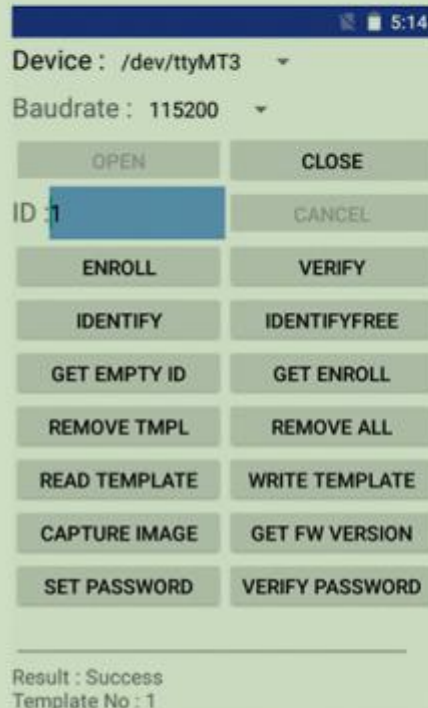 5:14
Device : /dev/ttyMT3
Baudrate : 115200
OPEN CLOSE
ID : 1 CANCEL
ENROLL VERIFY
IDENTIFY IDENTIFYFREE
GET EMPTY ID GET ENROLL
REMOVE TMPL REMOVE ALL
READ TEMPLATE WRITE TEMPLATE
CAPTURE IMAGE GET FW VERSION
SET PASSWORD VERIFY PASSWORD
Result : Success
Template No : 1